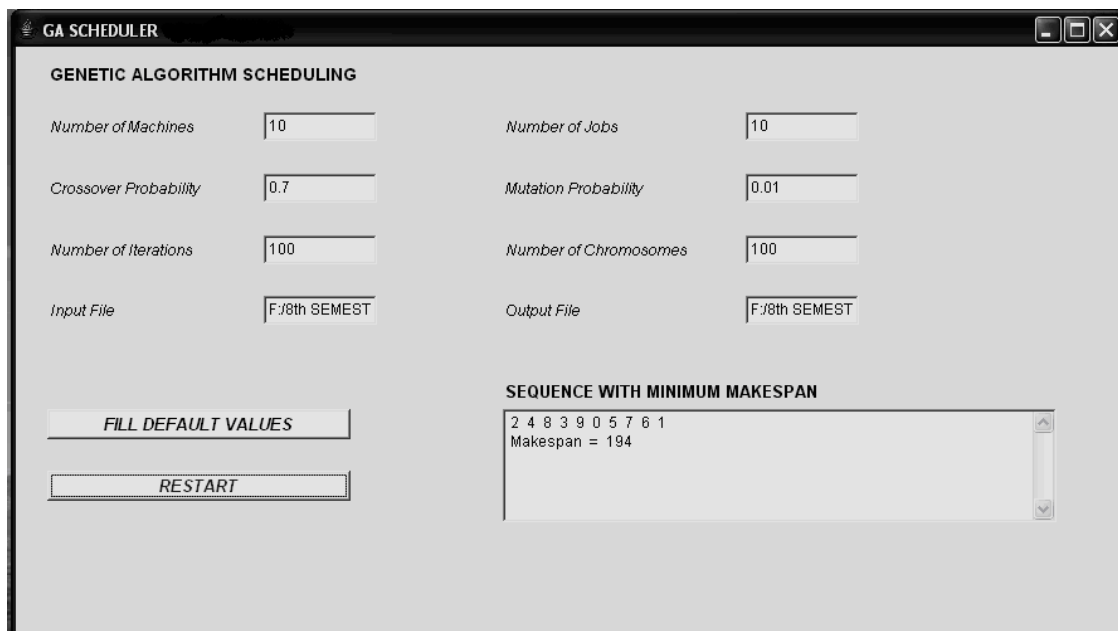 GA SCHEDULER
GENETIC ALGORITHM SCHEDULING
Number of Machines 10 Number of Jobs 10
Crossover Probability 0.7 Mutation Probability 0.01
Number of Iterations 100 Number of Chromosomes 100
Input File F:/8th SEMEST Output File F:/8th SEMEST
SEQUENCE WITH MINIMUM MAKESPAN
FILL DEFAULT VALUES 2 4 8 3 9 0 5 7 6 1
Makespan = 194
RESTART